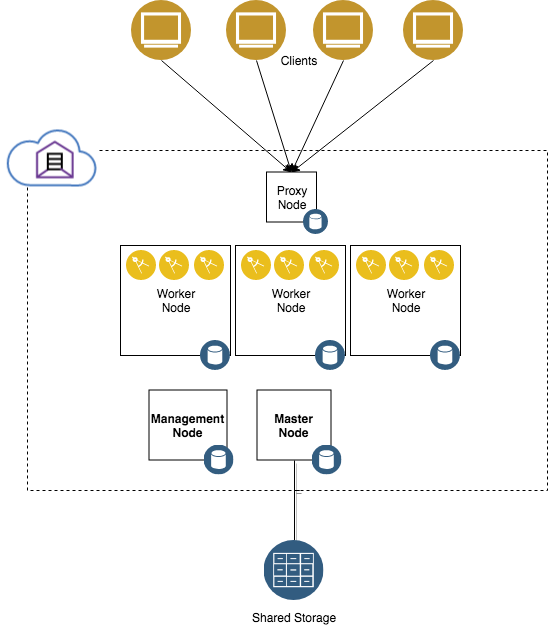 Clients
Proxy
Node
Worker
Node
Worker
Node
Worker
Node
Management
Node
Master
Node
Shared Storage